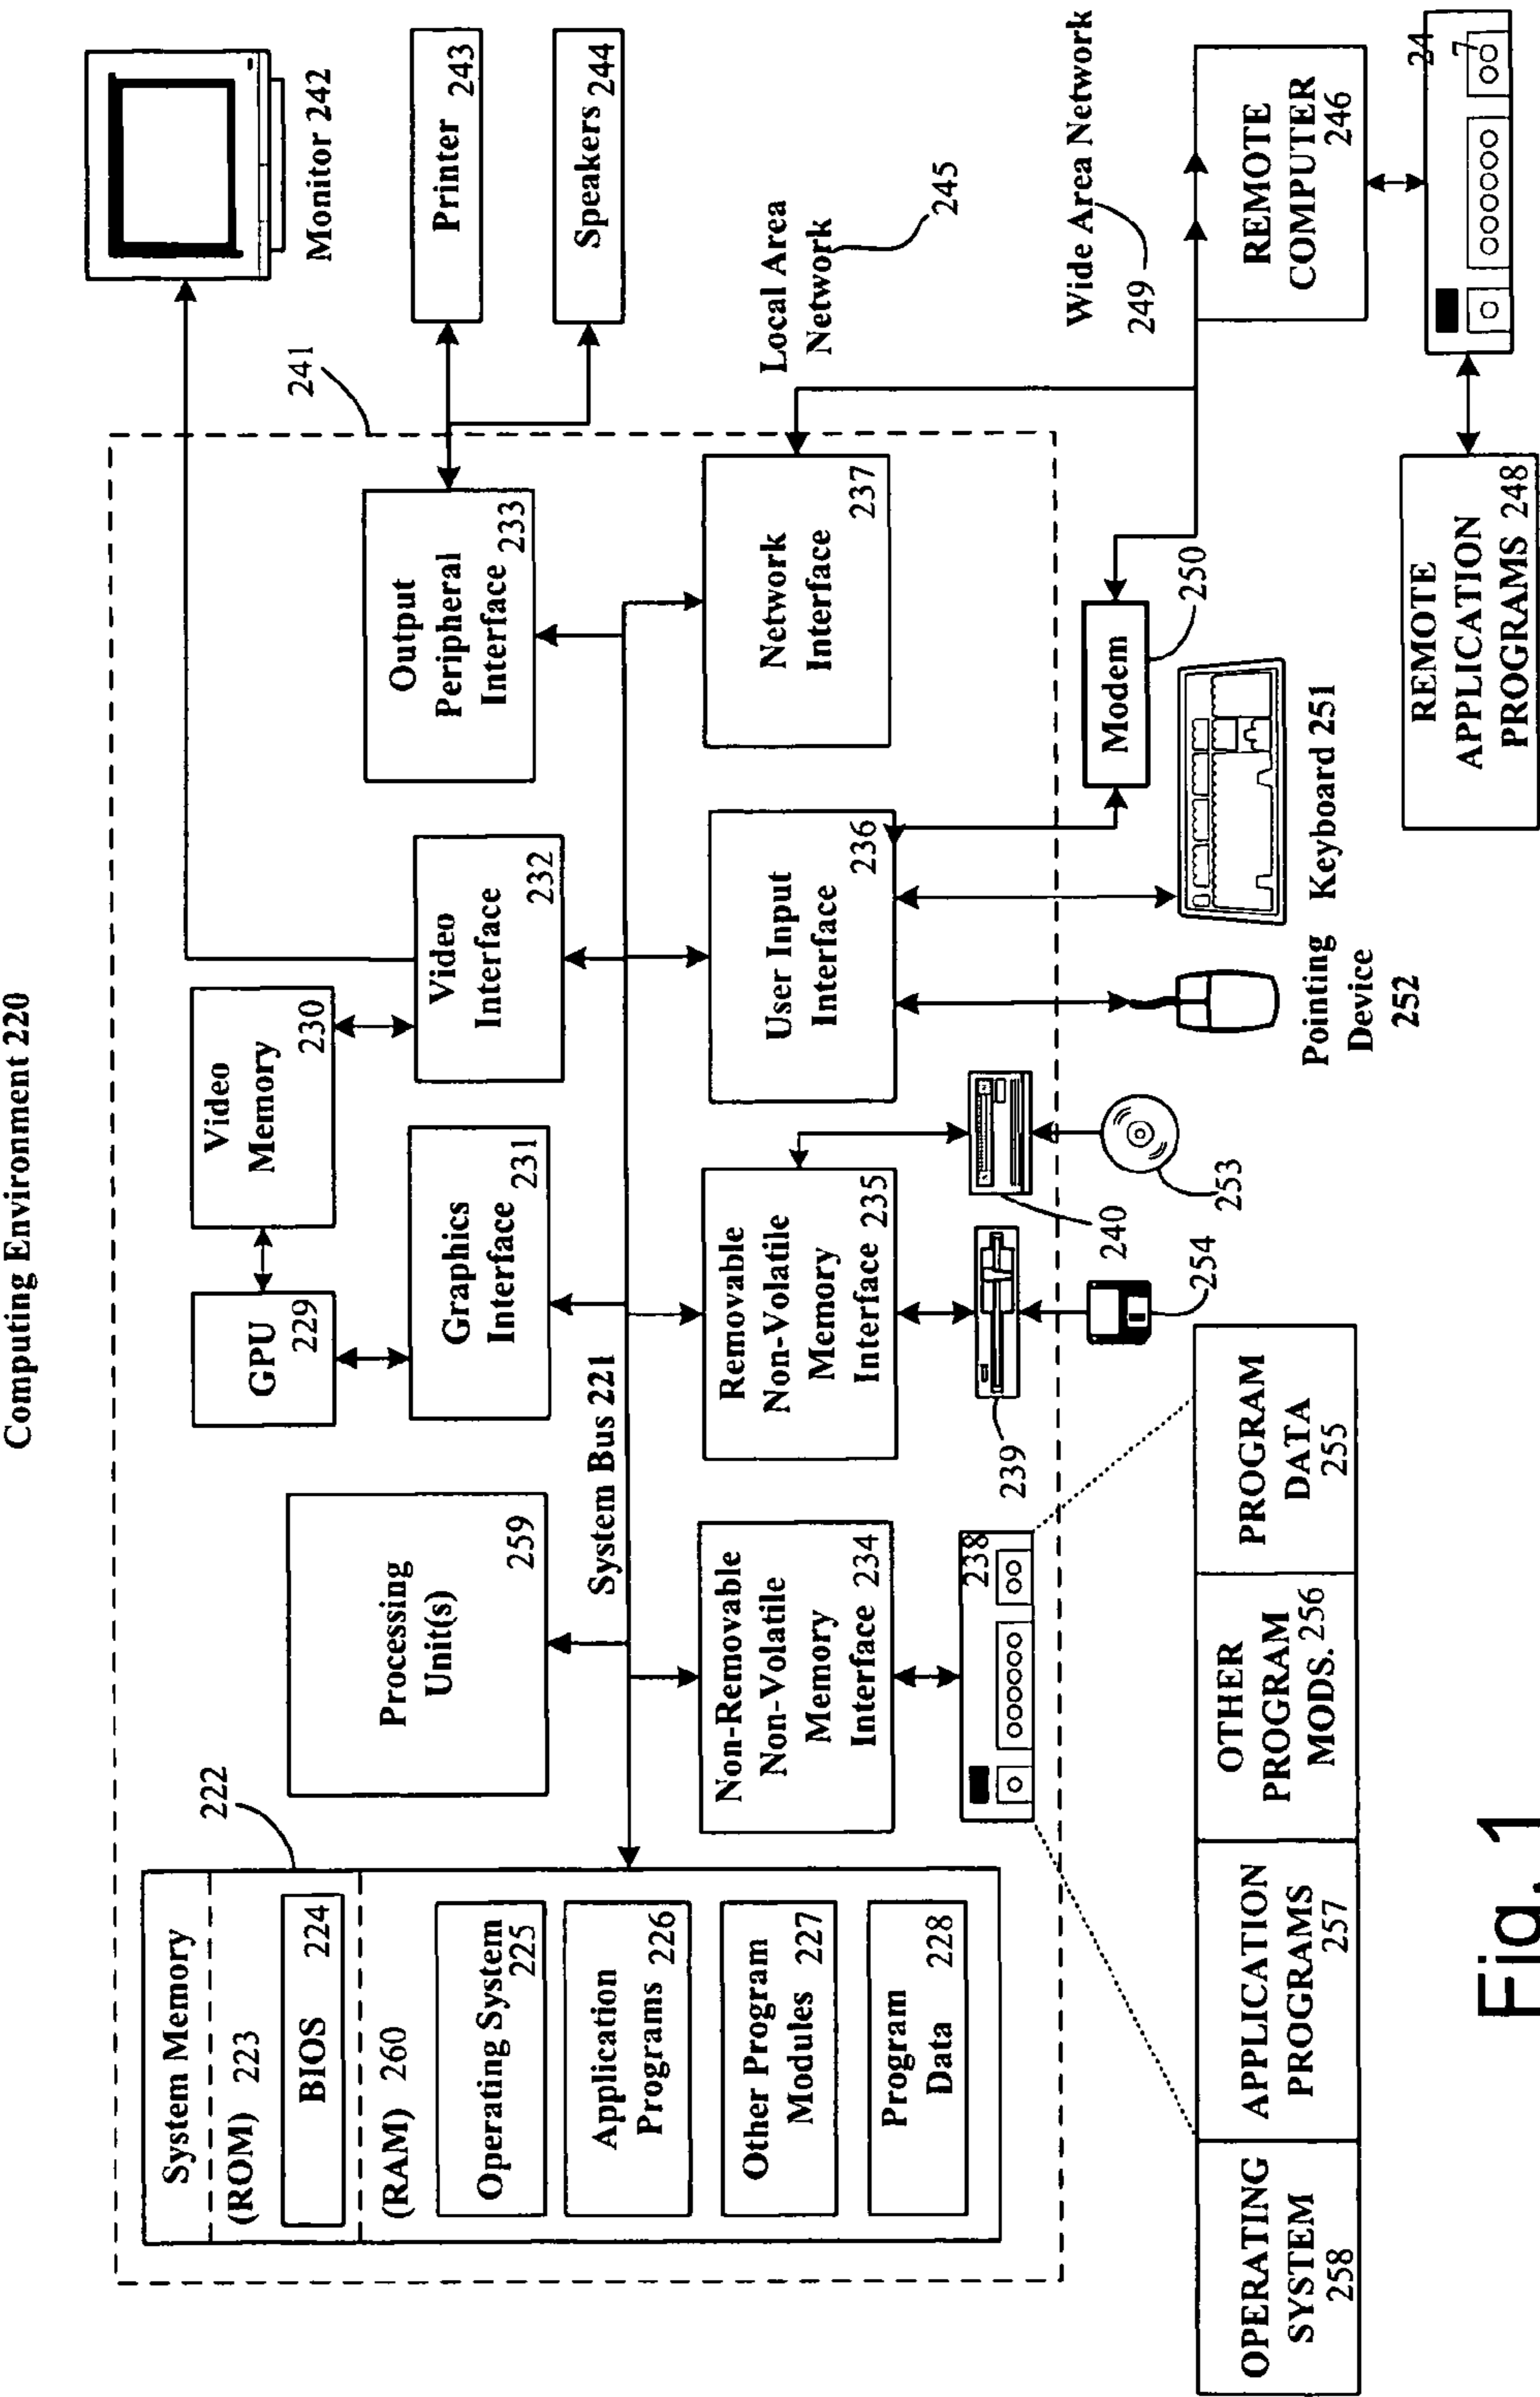 Computing Environment 220
System Memory
222
(ROM) 223
BIOS 224
(RAM) 260
Operating System
225
Application
Programs 226
Other Program
Modules 227
Program
Data 228
Processing
Unit(s)
259
GPU
229
Video
Memory
230
Graphics
Interface
231
Video
Interface
232
Output
Peripheral
Interface 233
241
Monitor 242
Printer 243
Speakers 244
System Bus 221
Non-Removable
Non-Volatile
Memory
Interface 234
Removable
Non-Volatile
Memory
Interface 235
User Input
Interface
236
Network
Interface
237
Local Area
Network
245
238
239
240
254
253
Pointing
Device
252
Keyboard 251
Modem
250
Wide Area Network
249
REMOTE
COMPUTER
246
24
7
REMOTE
APPLICATION
PROGRAMS 248
OPERATING
SYSTEM
258
APPLICATION
PROGRAMS
257
OTHER
PROGRAM
MODS. 256
PROGRAM
DATA
255
Fig. 1